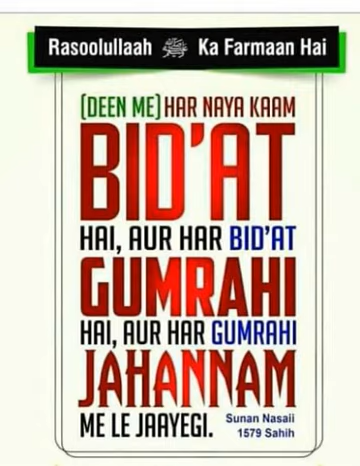 Rasoolullaah ﷺ Ka Farmaan Hai
(DEEN ME) HAR NAYA KAAM
BID'AT
HAI, AUR HAR BID'AT
GUMRAHI
HAI, AUR HAR GUMRAHI
JAHANNAM
ME LE JAAYEGI. Sunan Nasaii
1579 Sahih